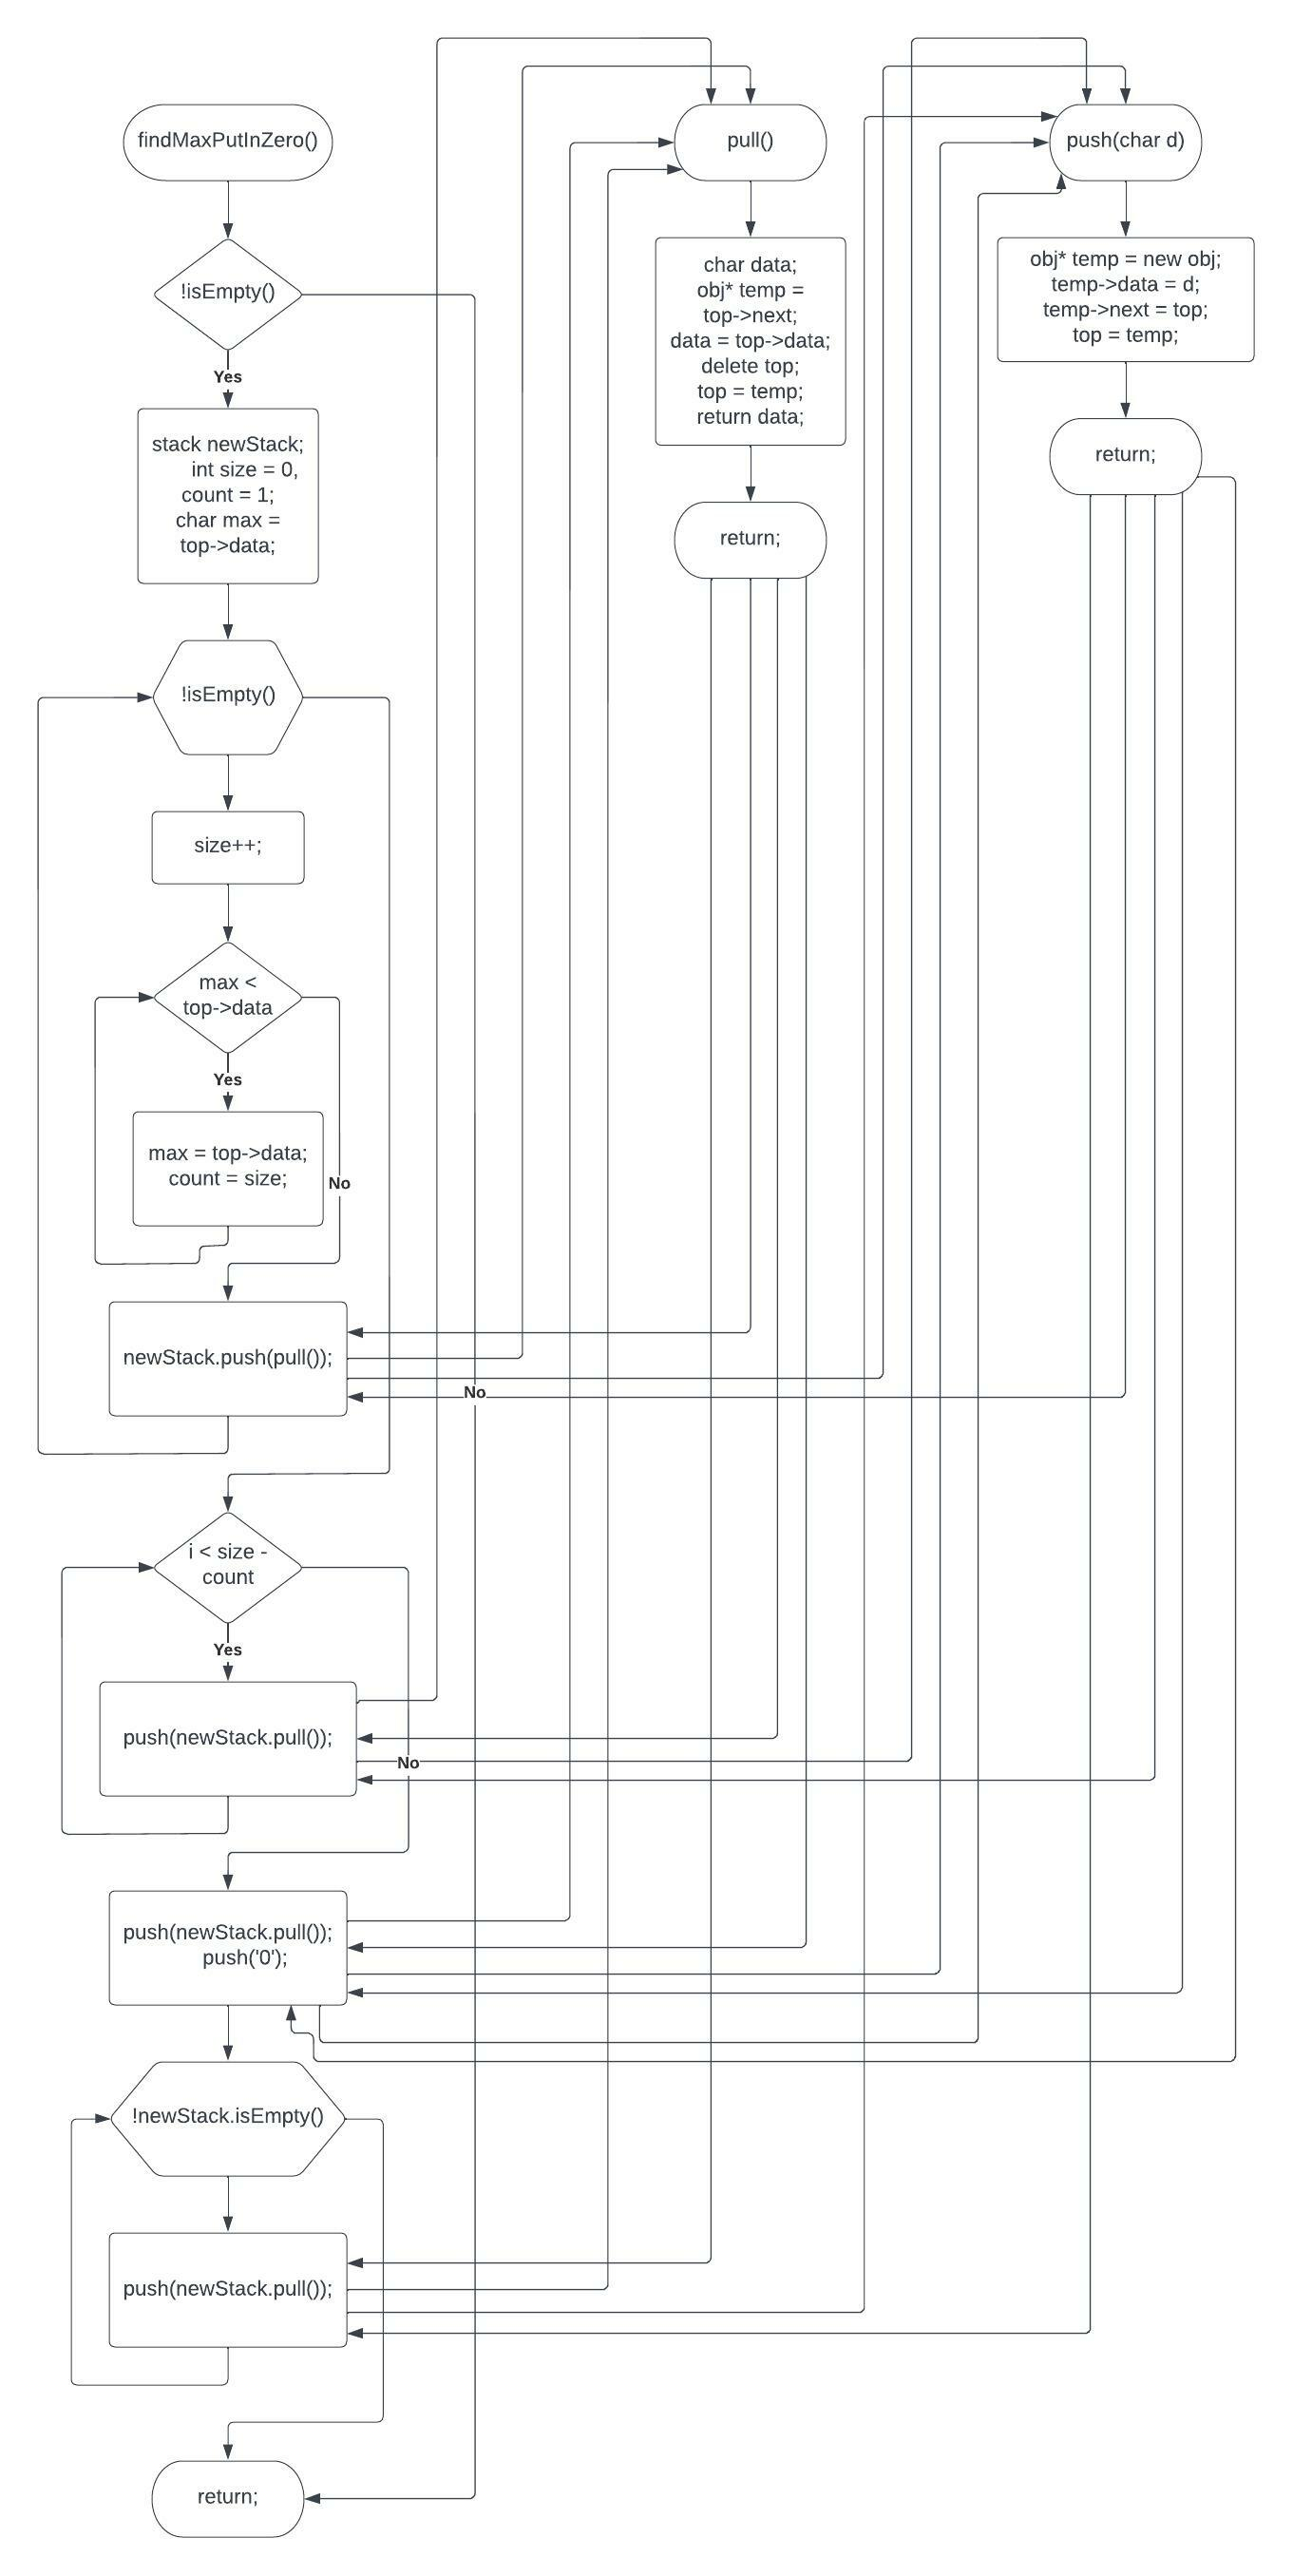 findMaxPutInZero()
!isEmpty()
Yes
stack newStack;
int size = 0,
count = 1;
char max =
top->data;
!isEmpty()
size++;
max <
top->data
Yes
max = top->data;
count = size;
No
newStack.push(pull());
No
i < size -
count
Yes
push(newStack.pull());
No
push(newStack.pull());
push('0');
!newStack.isEmpty()
push(newStack.pull());
return;
pull()
char data;
obj* temp =
top->next;
data = top->data;
delete top;
top = temp;
return data;
return;
push(char d)
obj* temp = new obj;
temp->data = d;
temp->next = top;
top = temp;
return;